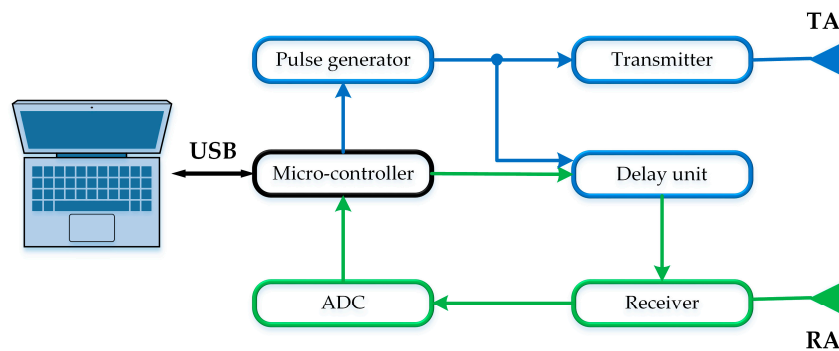 TA
Pulse generator
Transmitter
USB
Micro-controller
Delay unit
ADC
Receiver
RA